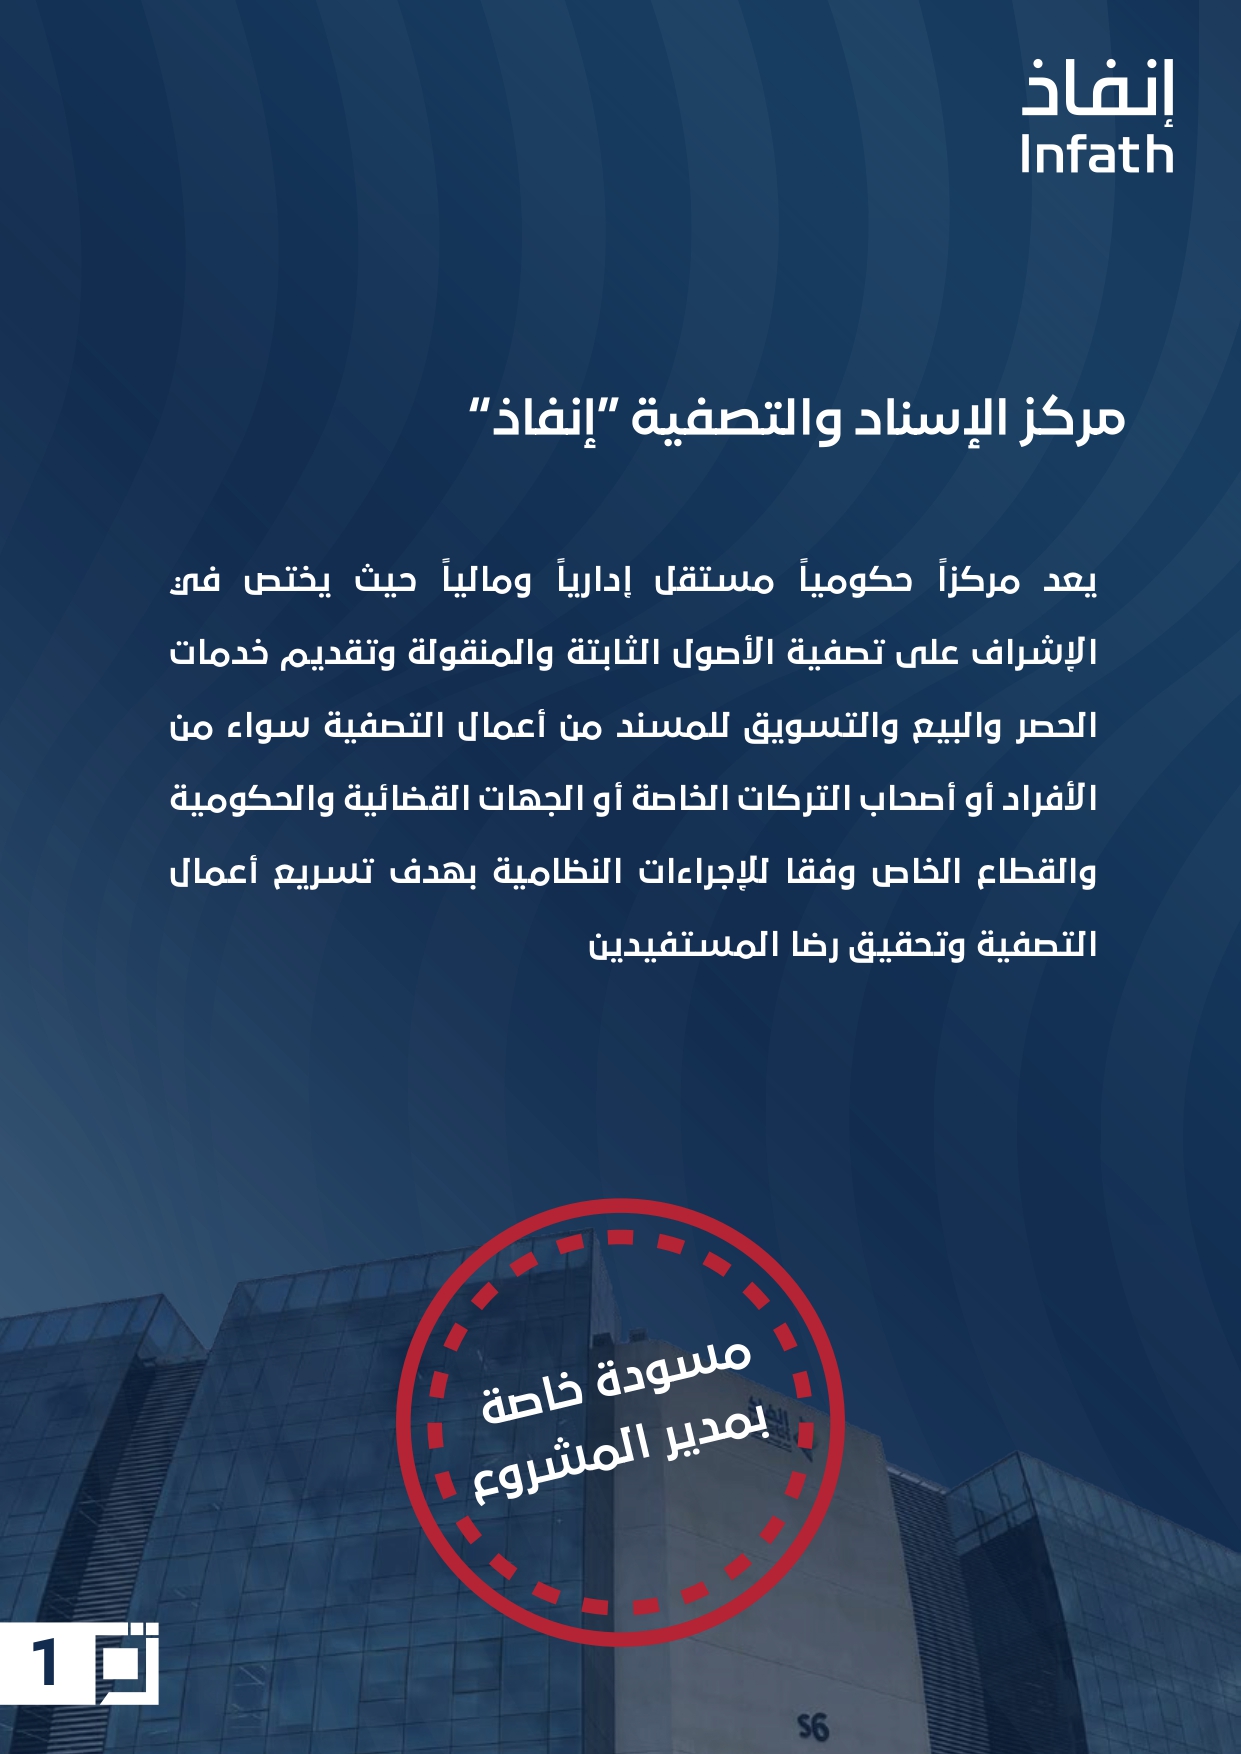 إنفاذ
Infath
مركز الإسناد والتصفية ”إنفاذ“
يعد مركزاً حكومياً مستقل إدارياً ومالياً حيث يختص في
الإشراف على تصفية الأصول الثابتة والمنقولة وتقديم خدمات
الحصر والبيع والتسويق للمسند من أعمال التصفية سواء من
الأفراد أو أصحاب التركات الخاصة أو الجهات القضائية والحكومية
والقطاع الخاص وفقا للإجراءات النظامية بهدف تسريع أعمال
التصفية وتحقيق رضا المستفيدين
مسودة خاصة
بمدير المشروع
1
S6